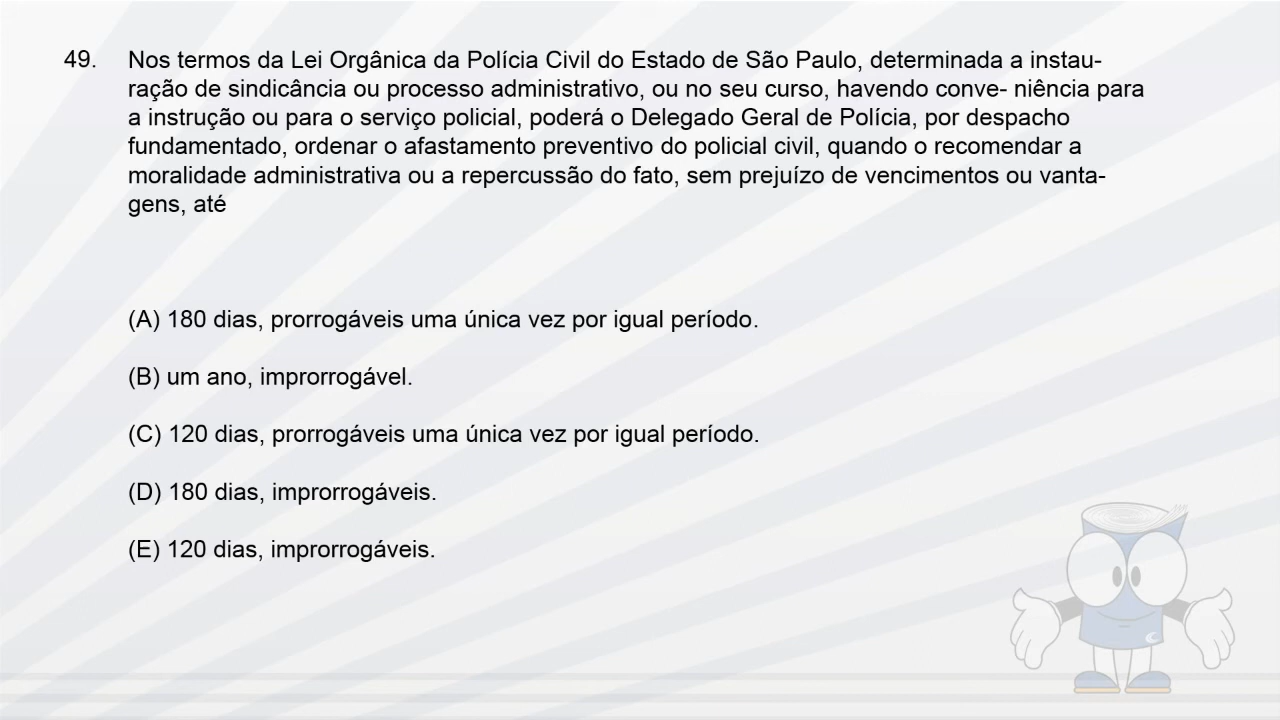 49. Nos termos da Lei Orgânica da Polícia Civil do Estado de São Paulo, determinada a instau-
ração de sindicância ou processo administrativo, ou no seu curso, havendo conve- niência para
a instrução ou para o serviço policial, poderá o Delegado Geral de Polícia, por despacho
fundamentado, ordenar o afastamento preventivo do policial civil, quando o recomendar a
moralidade administrativa ou a repercussão do fato, sem prejuízo de vencimentos ou vanta-
gens, até
(A) 180 dias, prorrogáveis uma única vez por igual período.
(B) um ano, improrrogável.
(C) 120 dias, prorrogáveis uma única vez por igual período.
(D) 180 dias, improrrogáveis.
(E) 120 dias, improrrogáveis.